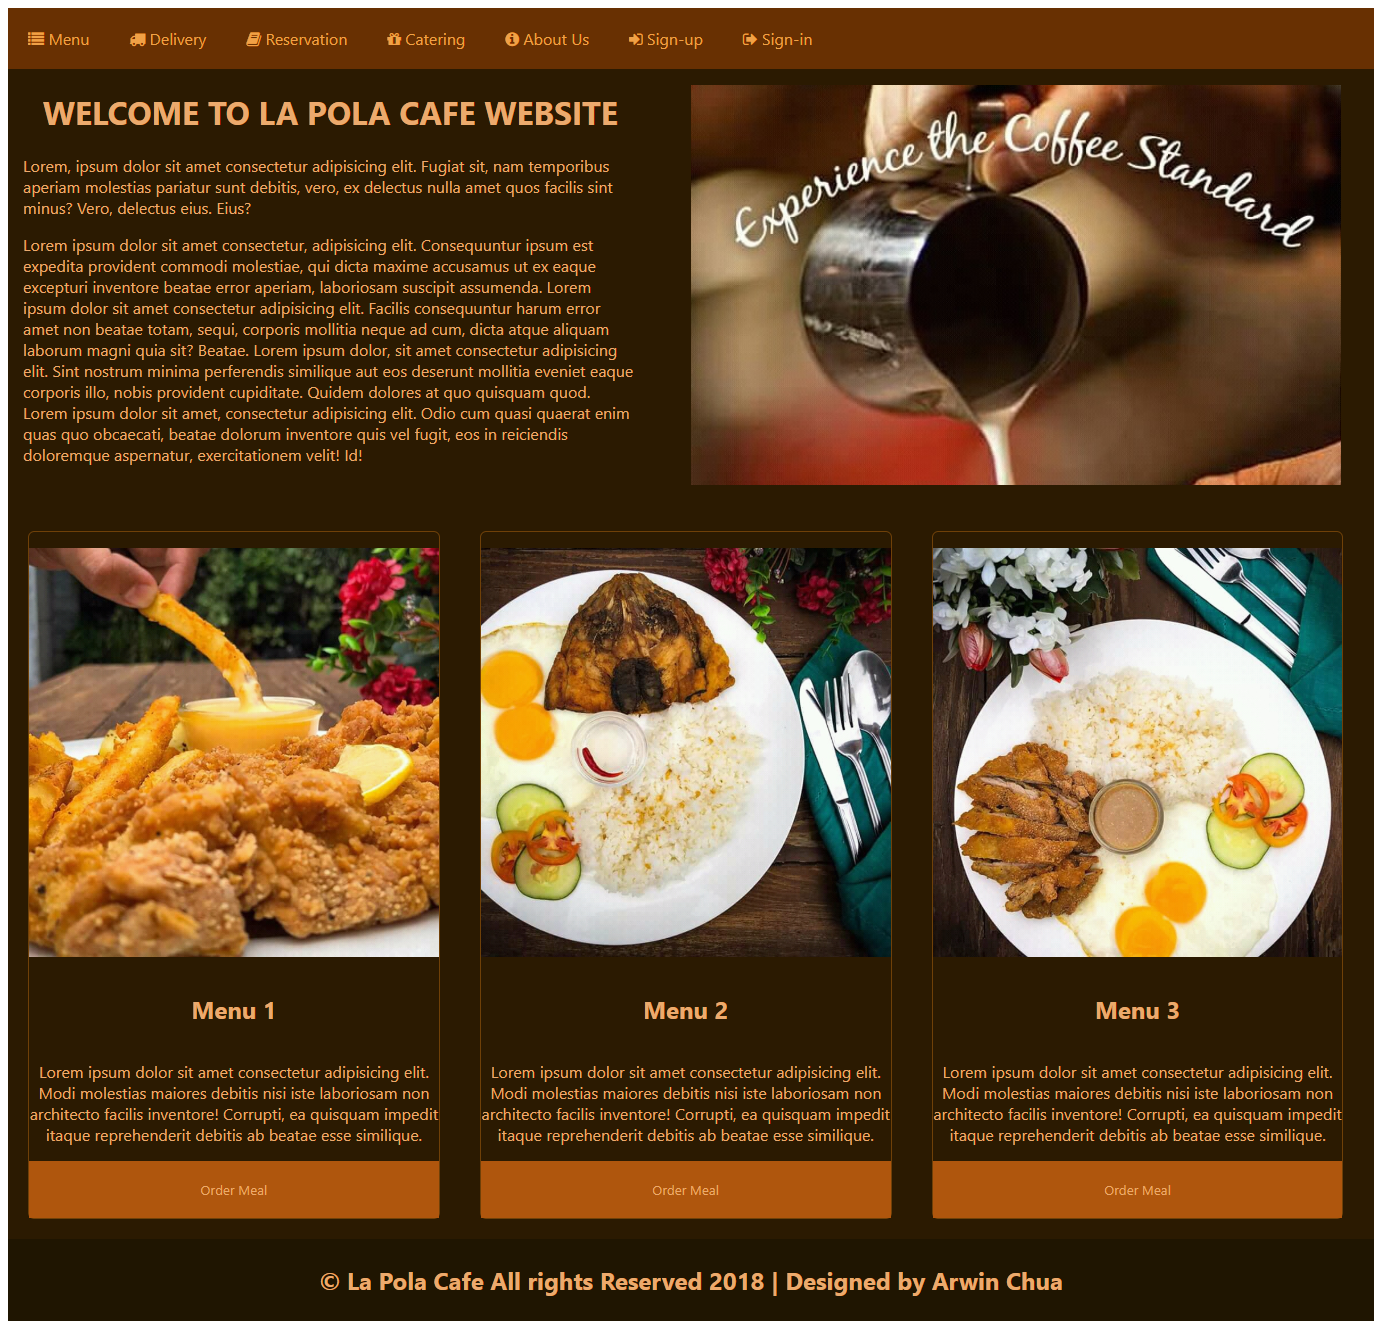 Menu Delivery Reservation Catering About Us Sign-up Sign-in
WELCOME TO LA POLA CAFE WEBSITE
Lorem, ipsum dolor sit amet consectetur adipisicing elit. Fugiat sit, nam temporibus
aperiam molestias pariatur sunt debitis, vero, ex delectus nulla amet quos facilis sint
minus? Vero, delectus eius. Eius?
Lorem ipsum dolor sit amet consectetur, adipisicing elit. Consequuntur ipsum est
expedita provident commodi molestiae, qui dicta maxime accusamus ut ex eaque
excepturi inventore beatae error aperiam, laboriosam suscipit assumenda. Lorem
ipsum dolor sit amet consectetur adipisicing elit. Facilis consequuntur harum error
amet non beatae totam, sequi, corporis mollitia neque ad cum, dicta atque aliquam
laborum magni quia sit? Beatae. Lorem ipsum dolor, sit amet consectetur adipisicing
elit. Sint nostrum minima perferendis similique aut eos deserunt mollitia eveniet eaque
corporis illo, nobis provident cupiditate. Quidem dolores at quo quisquam quod.
Lorem ipsum dolor sit amet, consectetur adipisicing elit. Odio cum quasi quaerat enim
quas quo obcaecati, beatae dolorum inventore quis vel fugit, eos in reiciendis
doloremque aspernatur, exercitationem velit! Id!
Experience the Coffee Standard
Menu 1
Lorem ipsum dolor sit amet consectetur adipisicing elit.
Modi molestias maiores debitis nisi iste laboriosam non
architecto facilis inventore! Corrupti, ea quisquam impedit
itaque reprehenderit debitis ab beatae esse similique.
Order Meal
Menu 2
Lorem ipsum dolor sit amet consectetur adipisicing elit.
Modi molestias maiores debitis nisi iste laboriosam non
architecto facilis inventore! Corrupti, ea quisquam impedit
itaque reprehenderit debitis ab beatae esse similique.
Order Meal
Menu 3
Lorem ipsum dolor sit amet consectetur adipisicing elit.
Modi molestias maiores debitis nisi iste laboriosam non
architecto facilis inventore! Corrupti, ea quisquam impedit
itaque reprehenderit debitis ab beatae esse similique.
Order Meal
© La Pola Cafe All rights Reserved 2018 | Designed by Arwin Chua